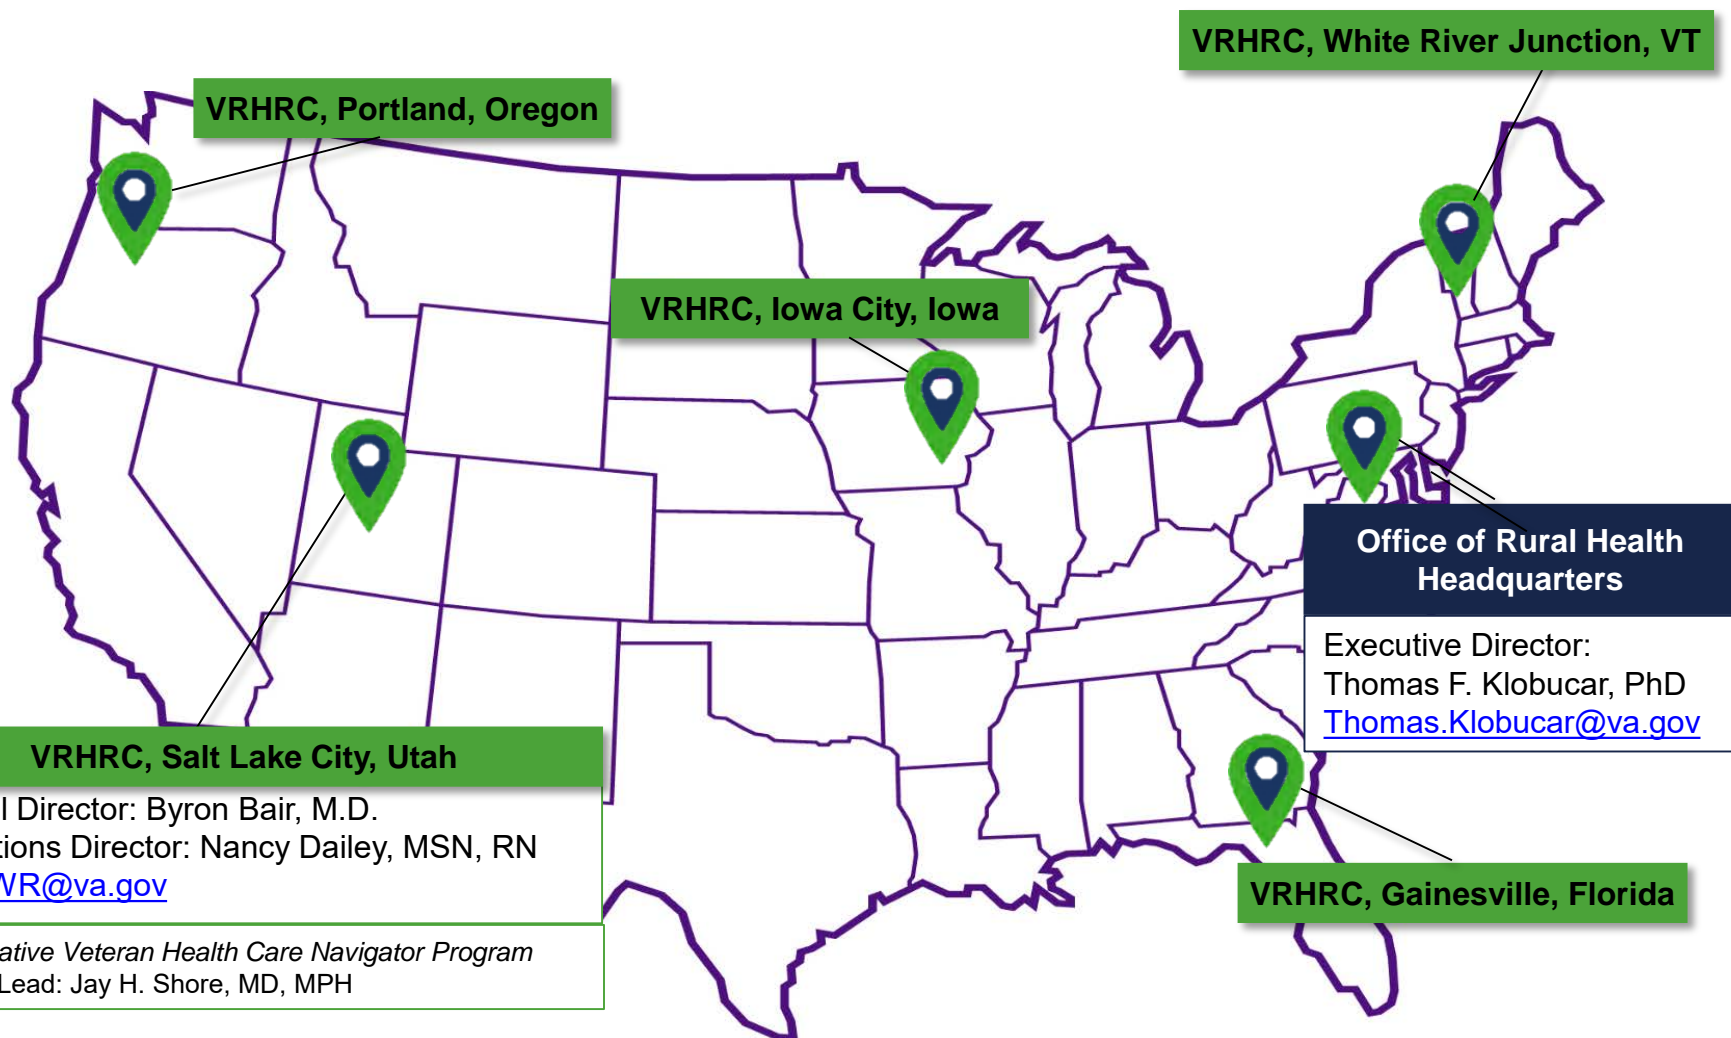 VRHRC, White River Junction, VT
VRHRC, Portland, Oregon
VRHRC, Iowa City, Iowa
Office of Rural Health
Headquarters
Executive Director:
Thomas F. Klobucar, PhD
Thomas.Klobucar@va.gov
VRHRC, Salt Lake City, Utah
l Director: Byron Bair, M.D.
tions Director: Nancy Dailey, MSN, RN
WR@va.gov
ative Veteran Health Care Navigator Program
Lead: Jay H. Shore, MD, MPH
VRHRC, Gainesville, Florida